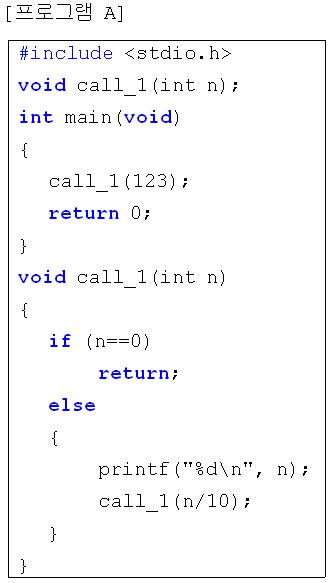 [프로그램 A]
#include <stdio.h>
void call_1(int n);
int main(void)
{
call_1(123);
return 0;
}
void call_1(int n)
{
if (n==0)
return;
else
{
printf("%d\n", n);
call_1(n/10);
}
}